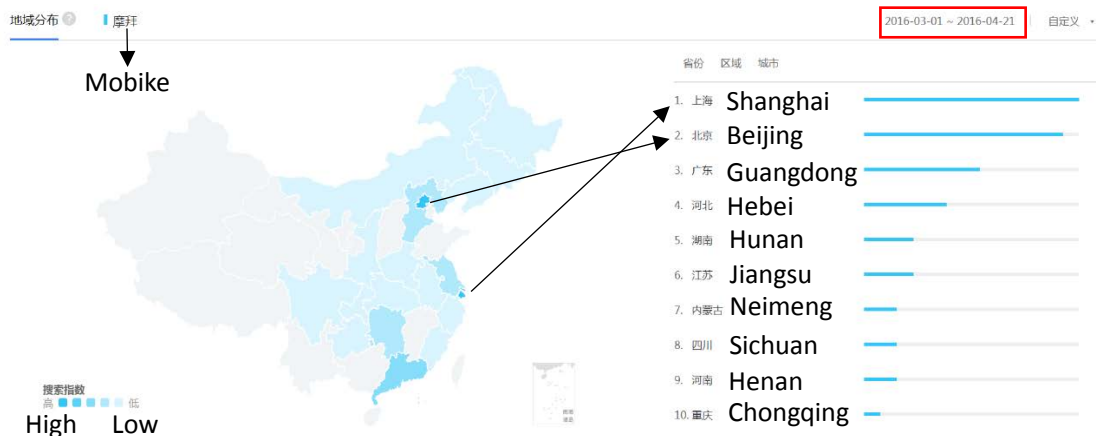 地域分布 ? 摩拜 2016-03-01 ~ 2016-04-21 自定义
Mobike
省份 区域 城市
1. 上海 Shanghai
2. 北京 Beijing
3. 广东 Guangdong
4. 河北 Hebei
5. 湖南 Hunan
6. 江苏 Jiangsu
7. 内蒙古 Neimeng
8. 四川 Sichuan
9. 河南 Henan
10. 重庆 Chongqing
搜索指数
高 低
High Low